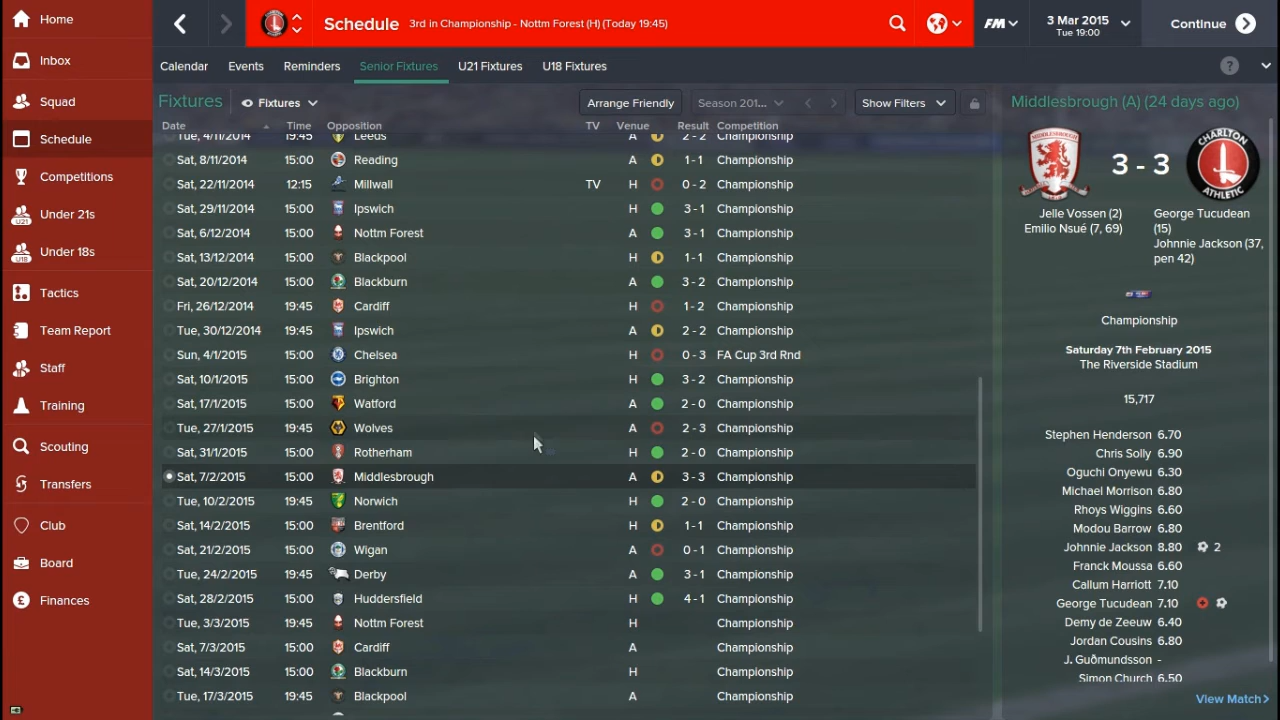 Home
Schedule
3rd in Championship - Nottm Forest (H) (Today 19:45)
FM
3 Mar 2015
Tue 19:00
Continue
Inbox
Squad
Schedule
Competitions
U21
Under 21s
U18
Under 18s
Tactics
Team Report
Staff
Training
Scouting
Transfers
Club
Board
Finances
Calendar Events Reminders Senior Fixtures U21 Fixtures U18 Fixtures ?
Fixtures Fixtures Arrange Friendly Season 201... Show Filters
Date Time Opposition TV Venue Result Competition
Tue, 4/11/2014 19:45 Leeds A 2 - 2 Championship
Sat, 8/11/2014 15:00 Reading A 1 - 1 Championship
Sat, 22/11/2014 12:15 Millwall TV H 0 - 2 Championship
Sat, 29/11/2014 15:00 Ipswich H 3 - 1 Championship
Sat, 6/12/2014 15:00 Nottm Forest A 3 - 1 Championship
Sat, 13/12/2014 15:00 Blackpool H 1 - 1 Championship
Sat, 20/12/2014 15:00 Blackburn A 3 - 2 Championship
Fri, 26/12/2014 19:45 Cardiff H 1 - 2 Championship
Tue, 30/12/2014 19:45 Ipswich A 2 - 2 Championship
Sun, 4/1/2015 15:00 Chelsea H 0 - 3 FA Cup 3rd Rnd
Sat, 10/1/2015 15:00 Brighton H 3 - 2 Championship
Sat, 17/1/2015 15:00 Watford A 2 - 0 Championship
Tue, 27/1/2015 19:45 Wolves A 2 - 3 Championship
Sat, 31/1/2015 15:00 Rotherham H 2 - 0 Championship
Sat, 7/2/2015 15:00 Middlesbrough A 3 - 3 Championship
Tue, 10/2/2015 19:45 Norwich H 2 - 0 Championship
Sat, 14/2/2015 15:00 Brentford H 1 - 1 Championship
Sat, 21/2/2015 15:00 Wigan A 0 - 1 Championship
Tue, 24/2/2015 19:45 Derby A 3 - 1 Championship
Sat, 28/2/2015 15:00 Huddersfield H 4 - 1 Championship
Tue, 3/3/2015 19:45 Nottm Forest H Championship
Sat, 7/3/2015 15:00 Cardiff A Championship
Sat, 14/3/2015 15:00 Blackburn H Championship
Tue, 17/3/2015 19:45 Blackpool A Championship
Middlesbrough (A) (24 days ago)
MIDDLESBROUGH
3 - 3
CHARLTON ATHLETIC
Jelle Vossen (2)
Emilio Nsué (7, 69)
George Tucudean
(15)
Johnnie Jackson (37,
pen 42)
Championship
Saturday 7th February 2015
The Riverside Stadium
15,717
Stephen Henderson 6.70
Chris Solly 6.90
Oguchi Onyewu 6.30
Michael Morrison 6.80
Rhoys Wiggins 6.60
Modou Barrow 6.80
Johnnie Jackson 8.80 2
Franck Moussa 6.60
Callum Harriott 7.10
George Tucudean 7.10
Demy de Zeeuw 6.40
Jordan Cousins 6.80
J. Guðmundsson -
Simon Church 6.50
View Match